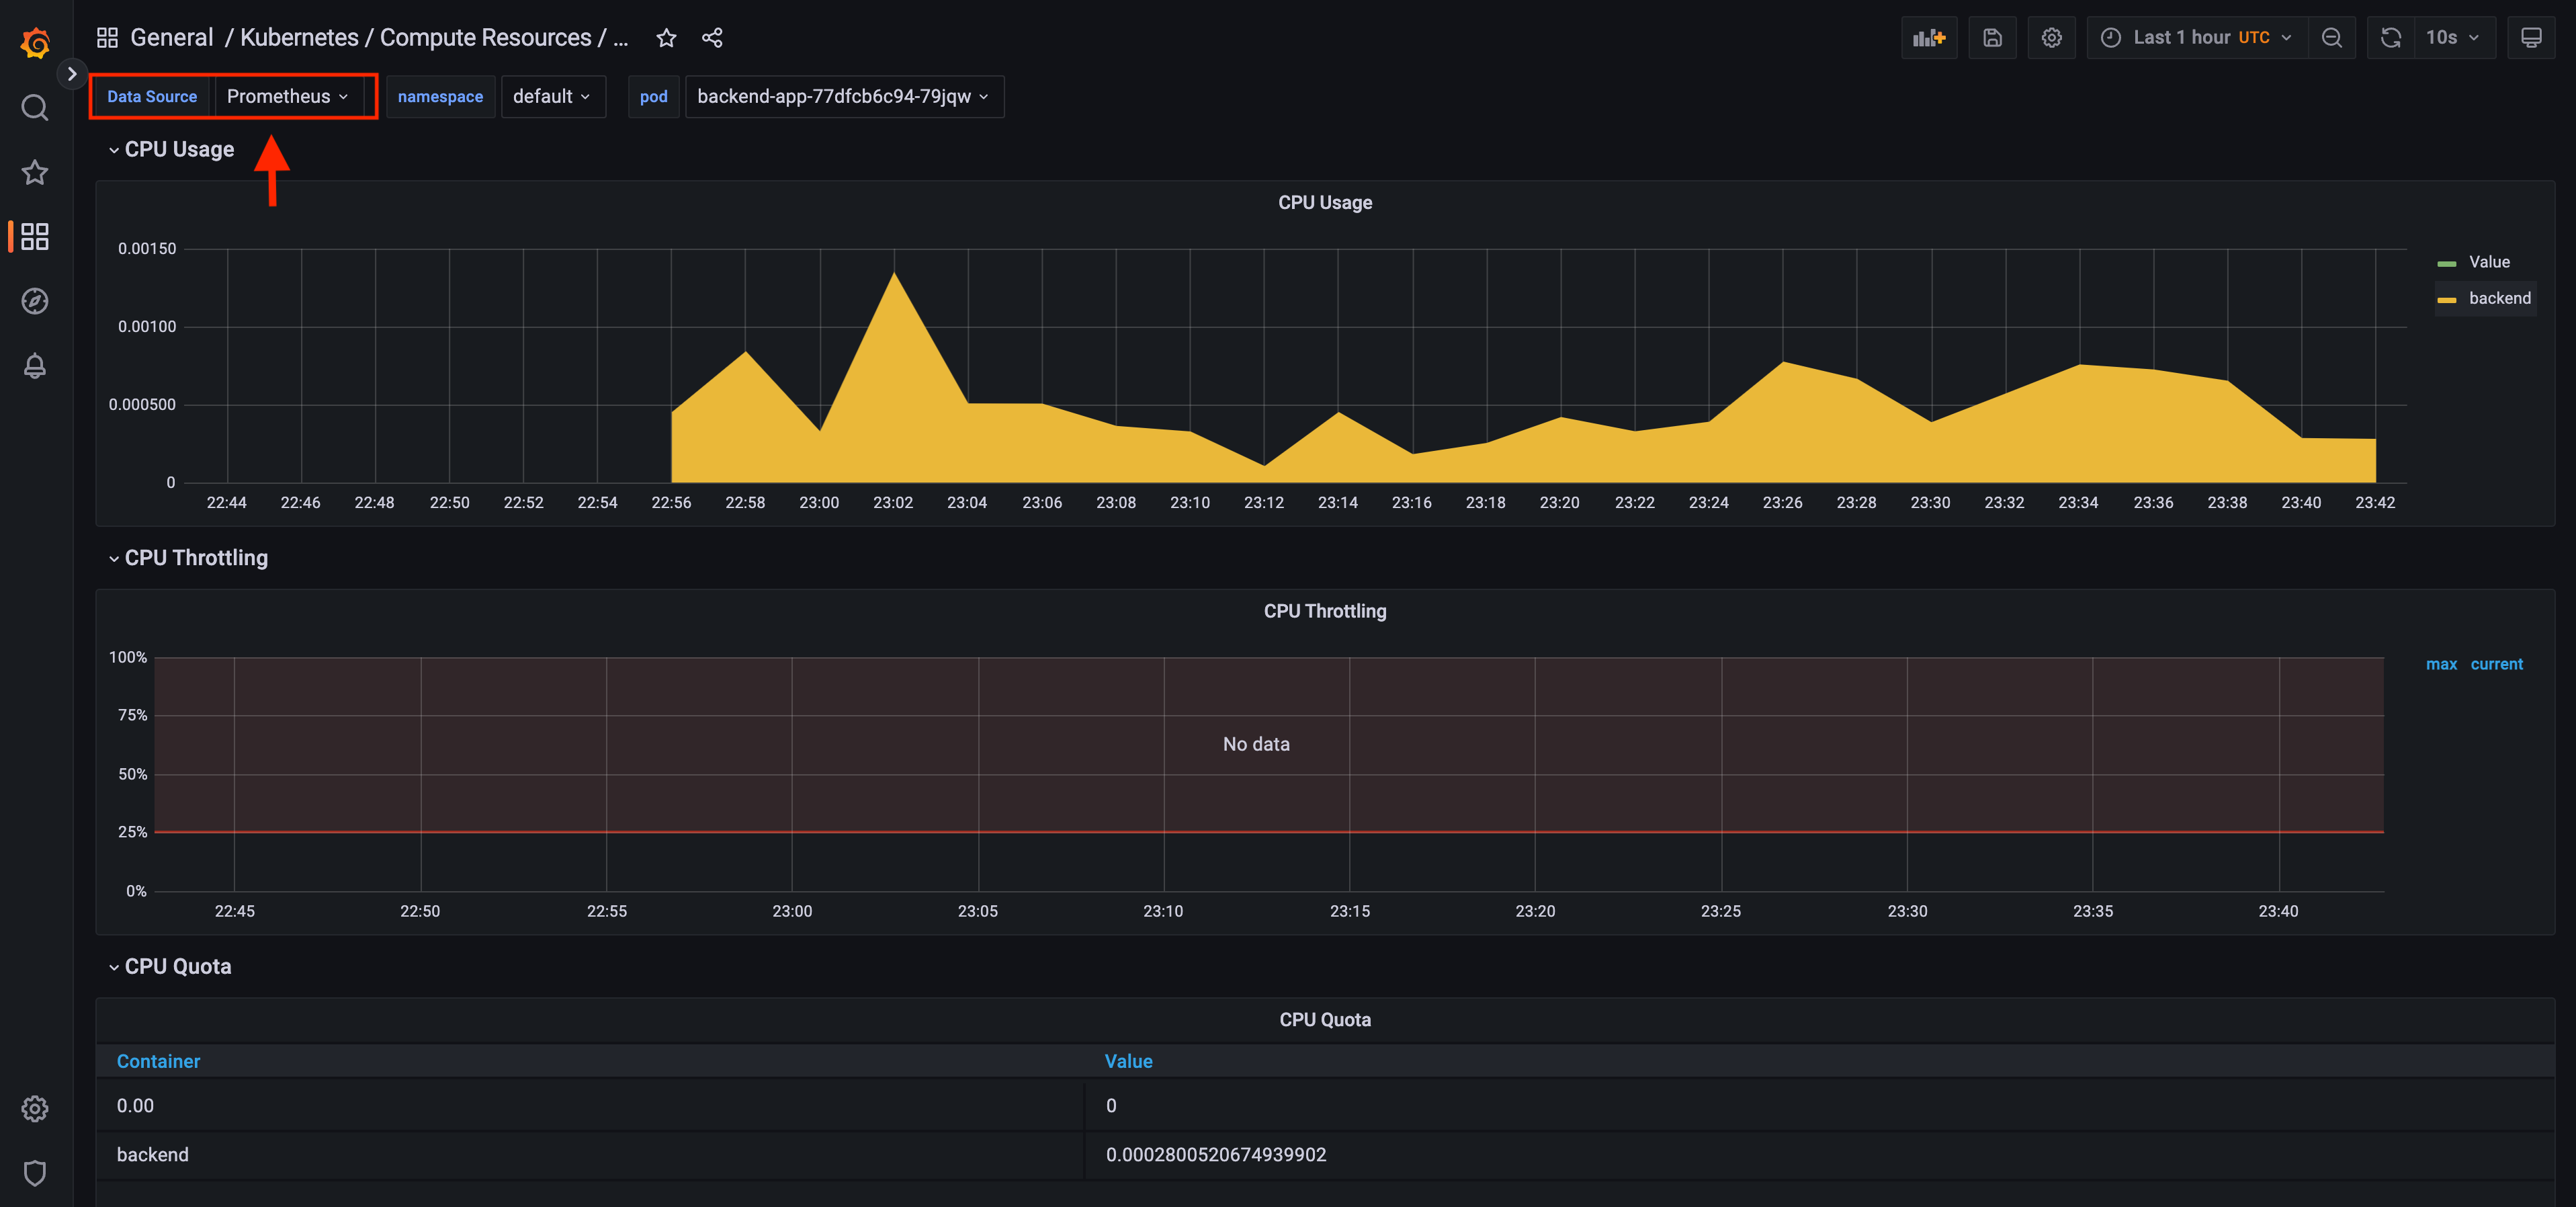 General / Kubernetes / Compute Resources / ...
Last 1 hour UTC
10s
Data Source Prometheus namespace default pod backend-app-77dfcb6c94-79jqw
CPU Usage
CPU Usage
0.00150
0.00100
0.000500
0
22:44 22:46 22:48 22:50 22:52 22:54 22:56 22:58 23:00 23:02 23:04 23:06 23:08 23:10 23:12 23:14 23:16 23:18 23:20 23:22 23:24 23:26 23:28 23:30 23:32 23:34 23:36 23:38 23:40 23:42
Value
backend
CPU Throttling
CPU Throttling
100%
75%
50%
25%
0%
No data
22:45 22:50 22:55 23:00 23:05 23:10 23:15 23:20 23:25 23:30 23:35 23:40
max current
CPU Quota
CPU Quota
Container Value
0.00 0
backend 0.0002800520674939902